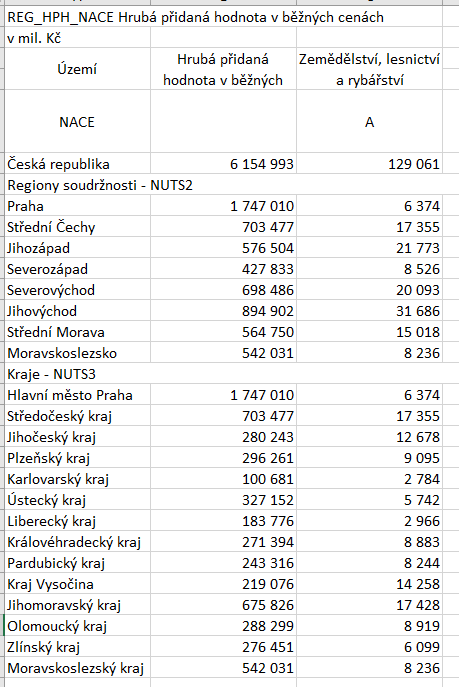 REG_HPH_NACE Hrubá přidaná hodnota v běžných cenách
v mil. Kč
Území Hrubá přidaná hodnota v běžných Zemědělství, lesnictví a rybářství
NACE A
Česká republika 6 154 993 129 061
Regiony soudržnosti - NUTS2
Praha 1 747 010 6 374
Střední Čechy 703 477 17 355
Jihozápad 576 504 21 773
Severozápad 427 833 8 526
Severovýchod 698 486 20 093
Jihovýchod 894 902 31 686
Střední Morava 564 750 15 018
Moravskoslezsko 542 031 8 236
Kraje - NUTS3
Hlavní město Praha 1 747 010 6 374
Středočeský kraj 703 477 17 355
Jihočeský kraj 280 243 12 678
Plzeňský kraj 296 261 9 095
Karlovarský kraj 100 681 2 784
Ústecký kraj 327 152 5 742
Liberecký kraj 183 776 2 966
Královéhradecký kraj 271 394 8 883
Pardubický kraj 243 316 8 244
Kraj Vysočina 219 076 14 258
Jihomoravský kraj 675 826 17 428
Olomoucký kraj 288 299 8 919
Zlínský kraj 276 451 6 099
Moravskoslezský kraj 542 031 8 236